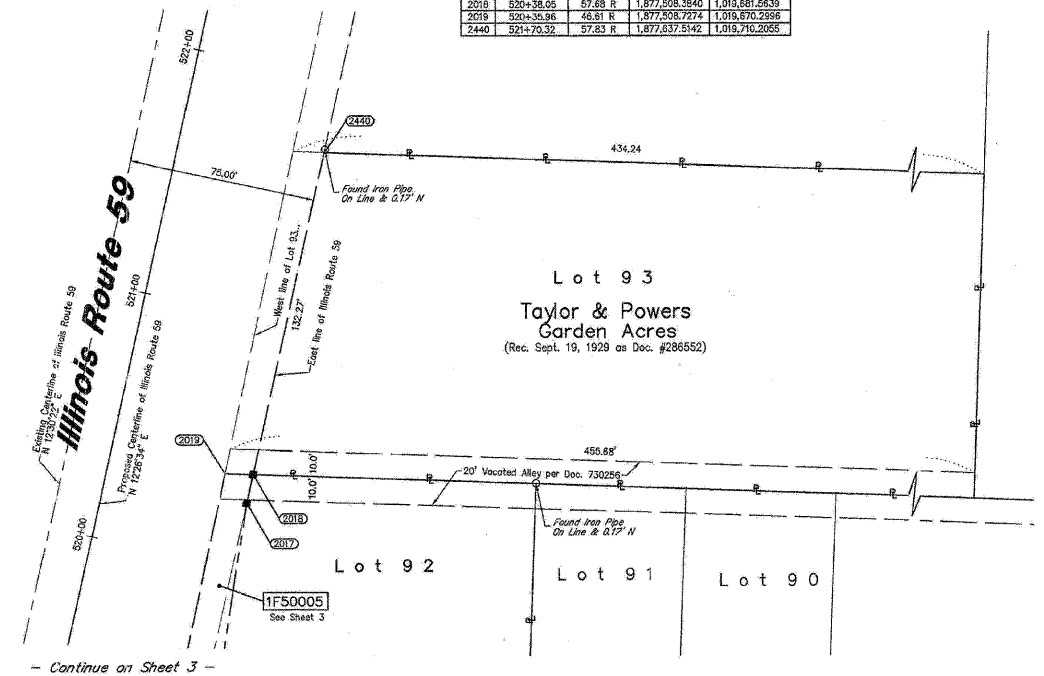 2018 520+38.05 57.68 R 1,877,508.3840 1,019,681.5639
2019 520+35.96 46.61 R 1,877,508.7274 1,019,670.2996
2440 521+70.32 57.83 R 1,877,637.5142 1,019,710.2055
522+00
2440
434.24
75.00'
Found Iron Pipe
On Line & 0.17' N
Illinois Route 59
West line of Lot 93
132.27'
East line of Illinois Route 59
Lot 93
Taylor & Powers
Garden Acres
(Rec. Sept. 19, 1929 as Doc. #286552)
521+00
Existing Centerline of Illinois Route 59
N 12°30'22" E
Proposed Centerline of Illinois Route 59
N 12°26'34" E
2019
455.68'
10.0'
10.0'
20' Vacated Alley per Doc. 730256
2018
2017
Found Iron Pipe
On Line & 0.17' N
520+00
Lot 92
Lot 91
Lot 90
1F50005
See Sheet 3
- Continue on Sheet 3 -